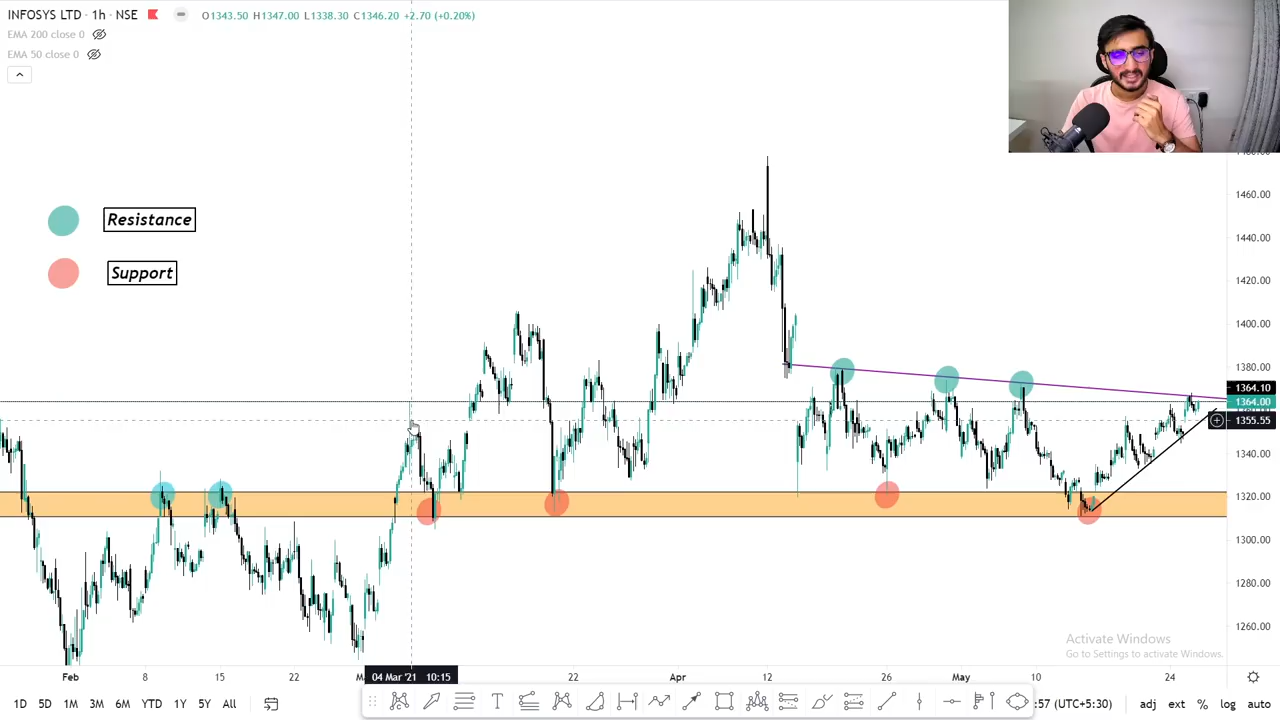 INFOSYS LTD · 1h · NSE O1343.50 H1347.00 L1338.30 C1346.20 +2.70 (+0.20%)
EMA 200 close 0
EMA 50 close 0
Resistance
Support
1460.00
1440.00
1420.00
1400.00
1380.00
1364.10
1364.00
1355.55
1340.00
1320.00
1300.00
1280.00
1260.00
Activate Windows
Go to Settings to activate Windows.
Feb 8 15 22 04 Mar '21 10:15 22 Apr 12 26 May 10 24
1D 5D 1M 3M 6M YTD 1Y 5Y All :57 (UTC+5:30) adj ext % log auto